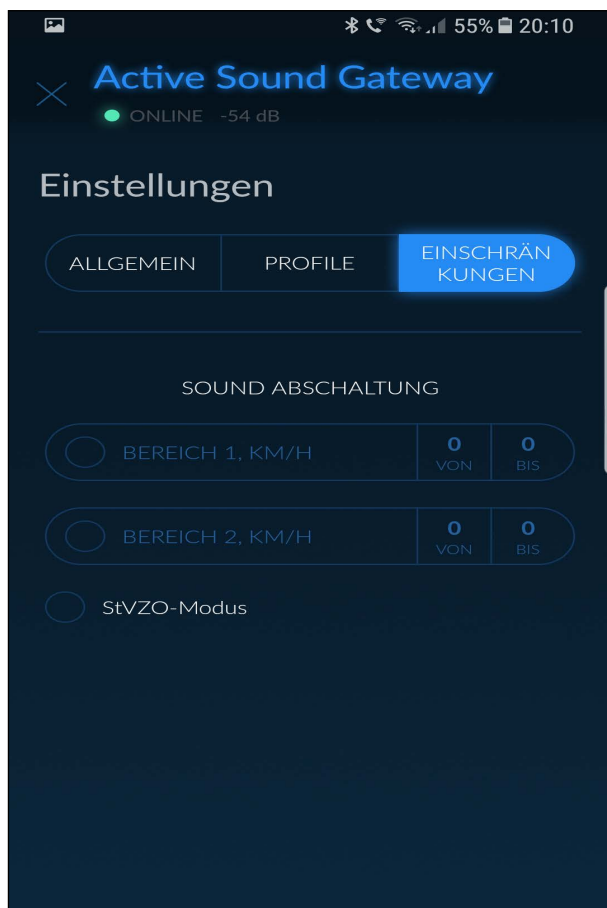 55% 20:10
Active Sound Gateway
ONLINE -54 dB
Einstellungen
ALLGEMEIN PROFILE EINSCHRÄN
KUNGEN
SOUND ABSCHALTUNG
BEREICH 1, KM/H 0 0
VON BIS
BEREICH 2, KM/H 0 0
VON BIS
StVZO-Modus